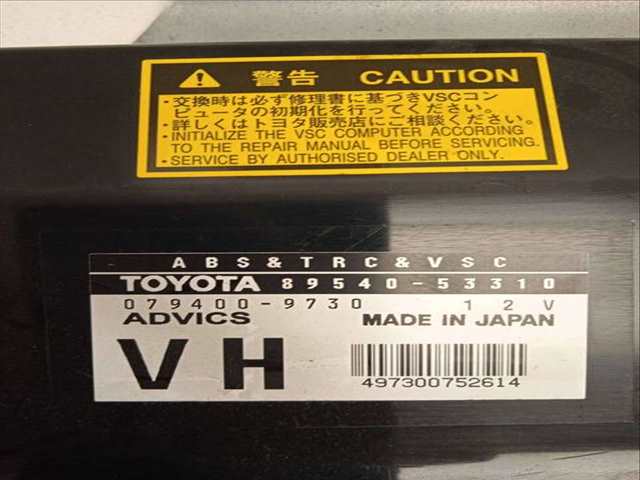 警告 CAUTION
・交換時は必ず修理書に基づきVSCコン
ピュータの初期化を行ってください。
・詳しくはトヨタ販売店にご相談ください。
・INITIALIZE THE VSC COMPUTER ACCORDING
TO THE REPAIR MANUAL BEFORE SERVICING.
・SERVICE BY AUTHORISED DEALER ONLY.
ABS&TRC&VSC
TOYOTA 89540-53310
079400-9730 12V
ADVICS MADE IN JAPAN
VH
497300752614